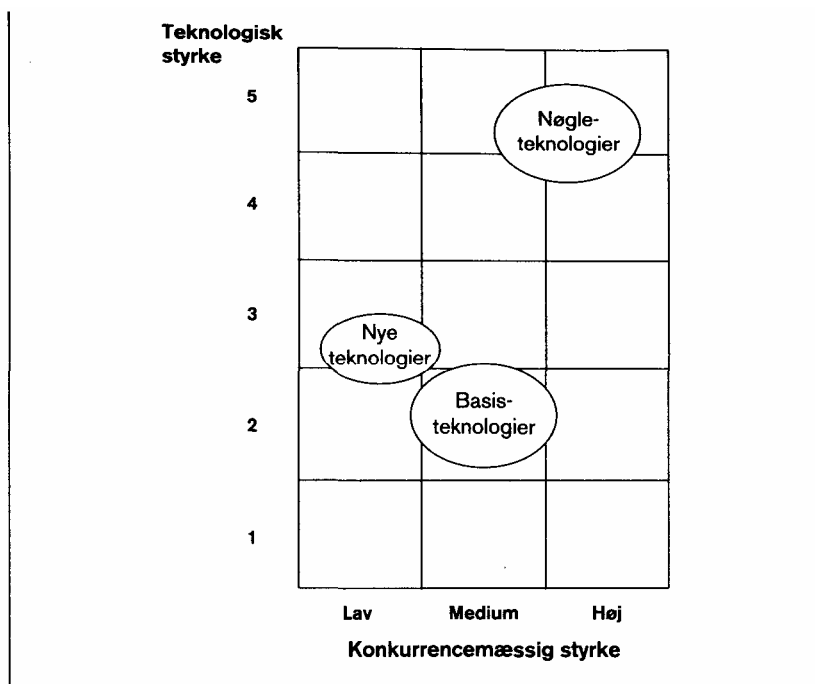 Teknologisk
styrke
5
Nøgle-
teknologier
4
3
Nye
teknologier
Basis-
teknologier
2
1
Lav Medium Høj
Konkurrencemæssig styrke